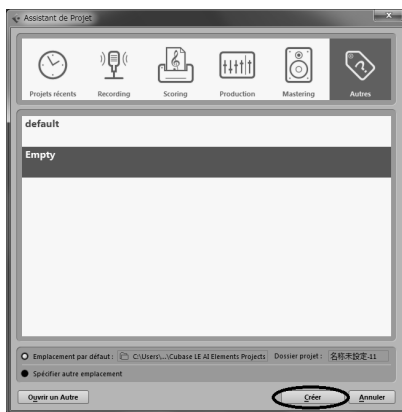 Assistant de Projet
Projets récents
Recording
Scoring
Production
Mastering
Autres
default
Empty
Emplacement par défaut : C:\Users\...\Cubase LE AI Elements Projects Dossier projet : 名称未設定-11
Spécifier autre emplacement
Ouvrir un Autre
Créer
Annuler